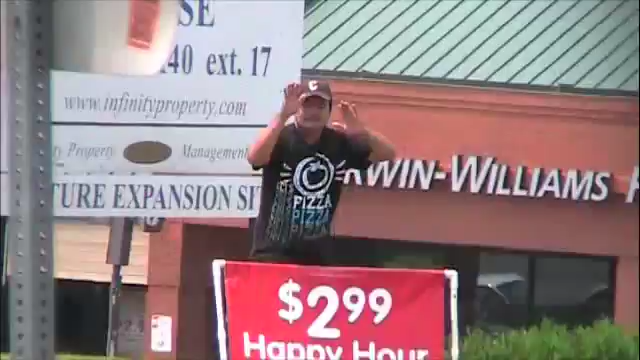 SE
40 ext. 17
www.infinityproperty.com
Property
Management
TURE EXPANSION SI
C
PIZZA
PIZZA
RWIN-WILLIAMS
$2.99
Happy Hour